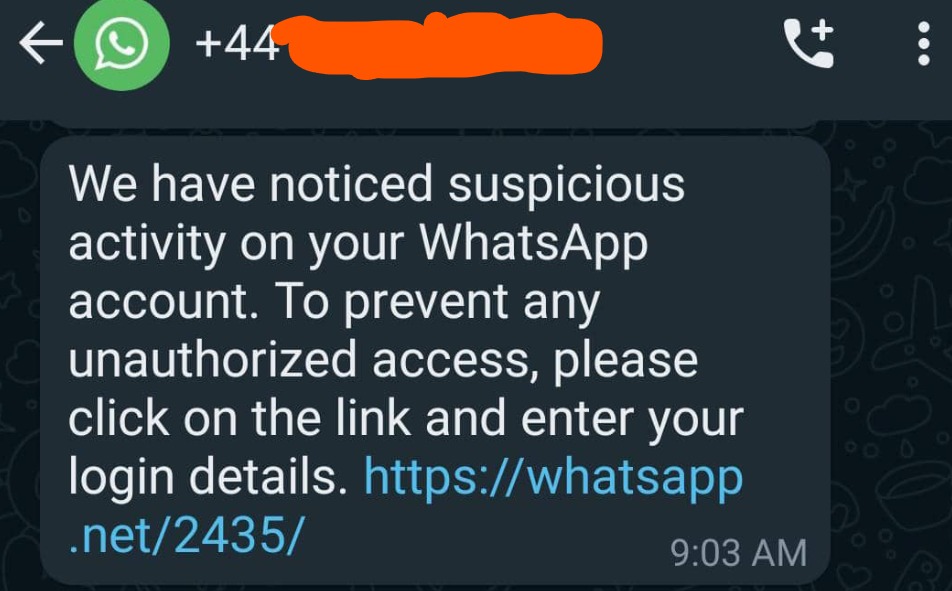 +44
We have noticed suspicious
activity on your WhatsApp
account. To prevent any
unauthorized access, please
click on the link and enter your
login details. https://whatsapp
.net/2435/
9:03 AM